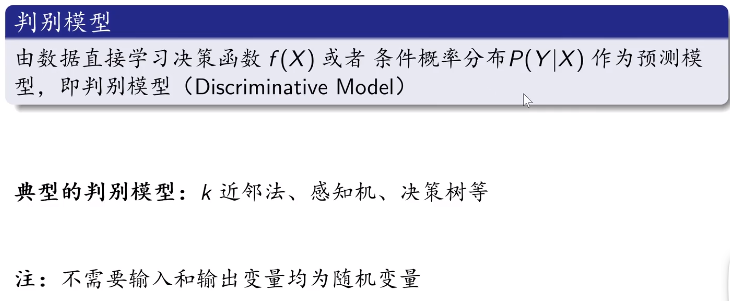 判别模型
由数据直接学习决策函数 f(X) 或者 条件概率分布P(Y|X) 作为预测模
型，即判别模型（Discriminative Model）
典型的判别模型：k 近邻法、感知机、决策树等
注：不需要输入和输出变量均为随机变量